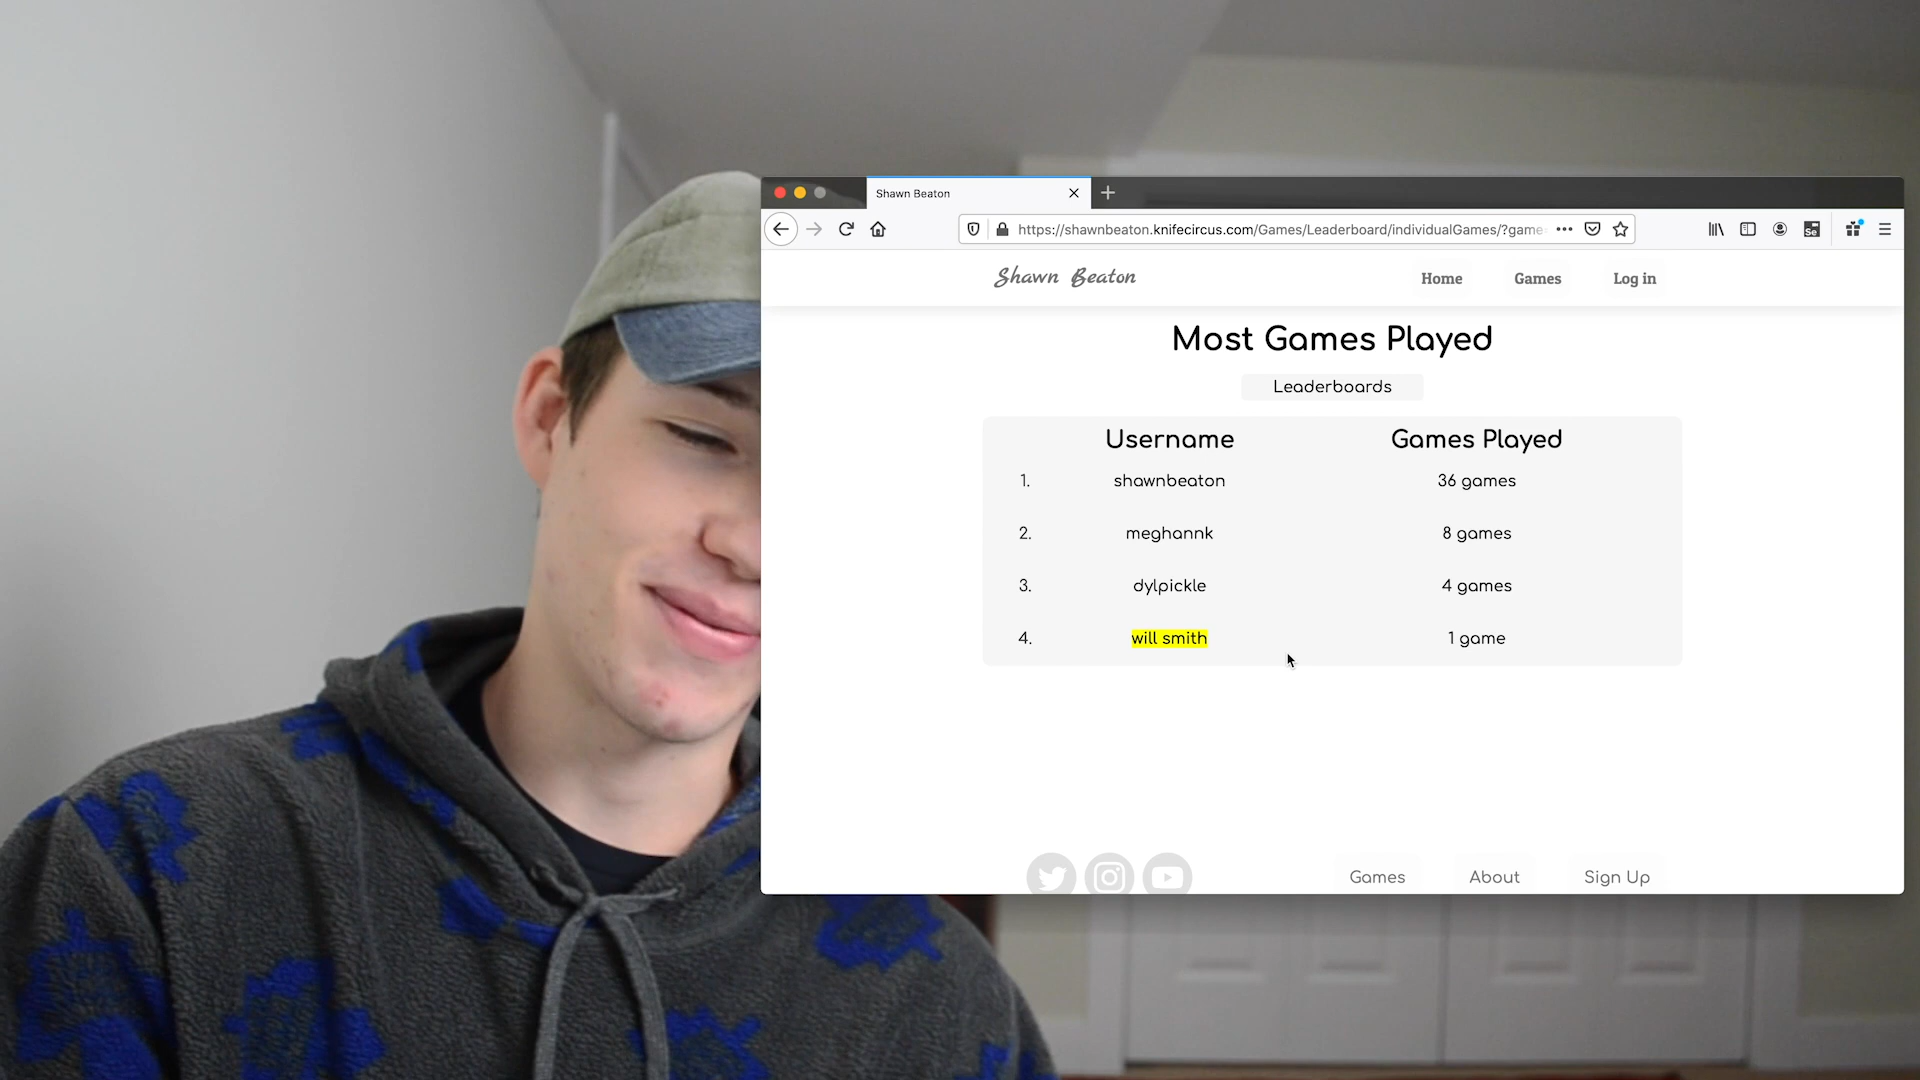 Shawn Beaton
https://shawnbeaton.knifecircus.com/Games/Leaderboard/individualGames/?game
Shawn Beaton Home Games Log in
Most Games Played
Leaderboards
Username Games Played
1. shawnbeaton 36 games
2. meghannk 8 games
3. dylpickle 4 games
4. will smith 1 game
Games About Sign Up